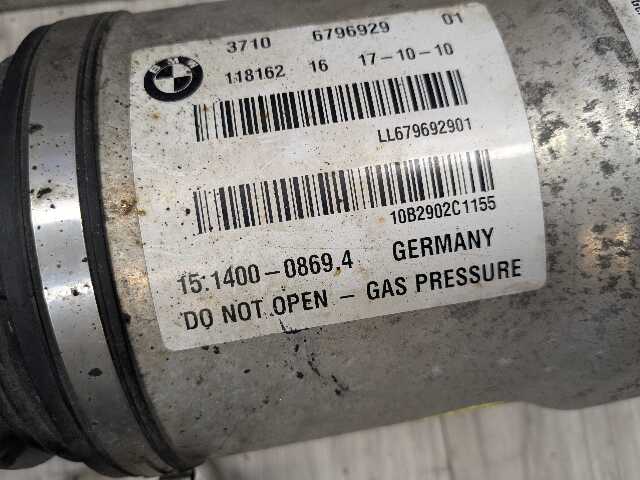 BMW
3710 6796929 01
118162 16 17-10-10
LL679692901
10B2902C1155
15.1400-0869.4 GERMANY
DO NOT OPEN - GAS PRESSURE